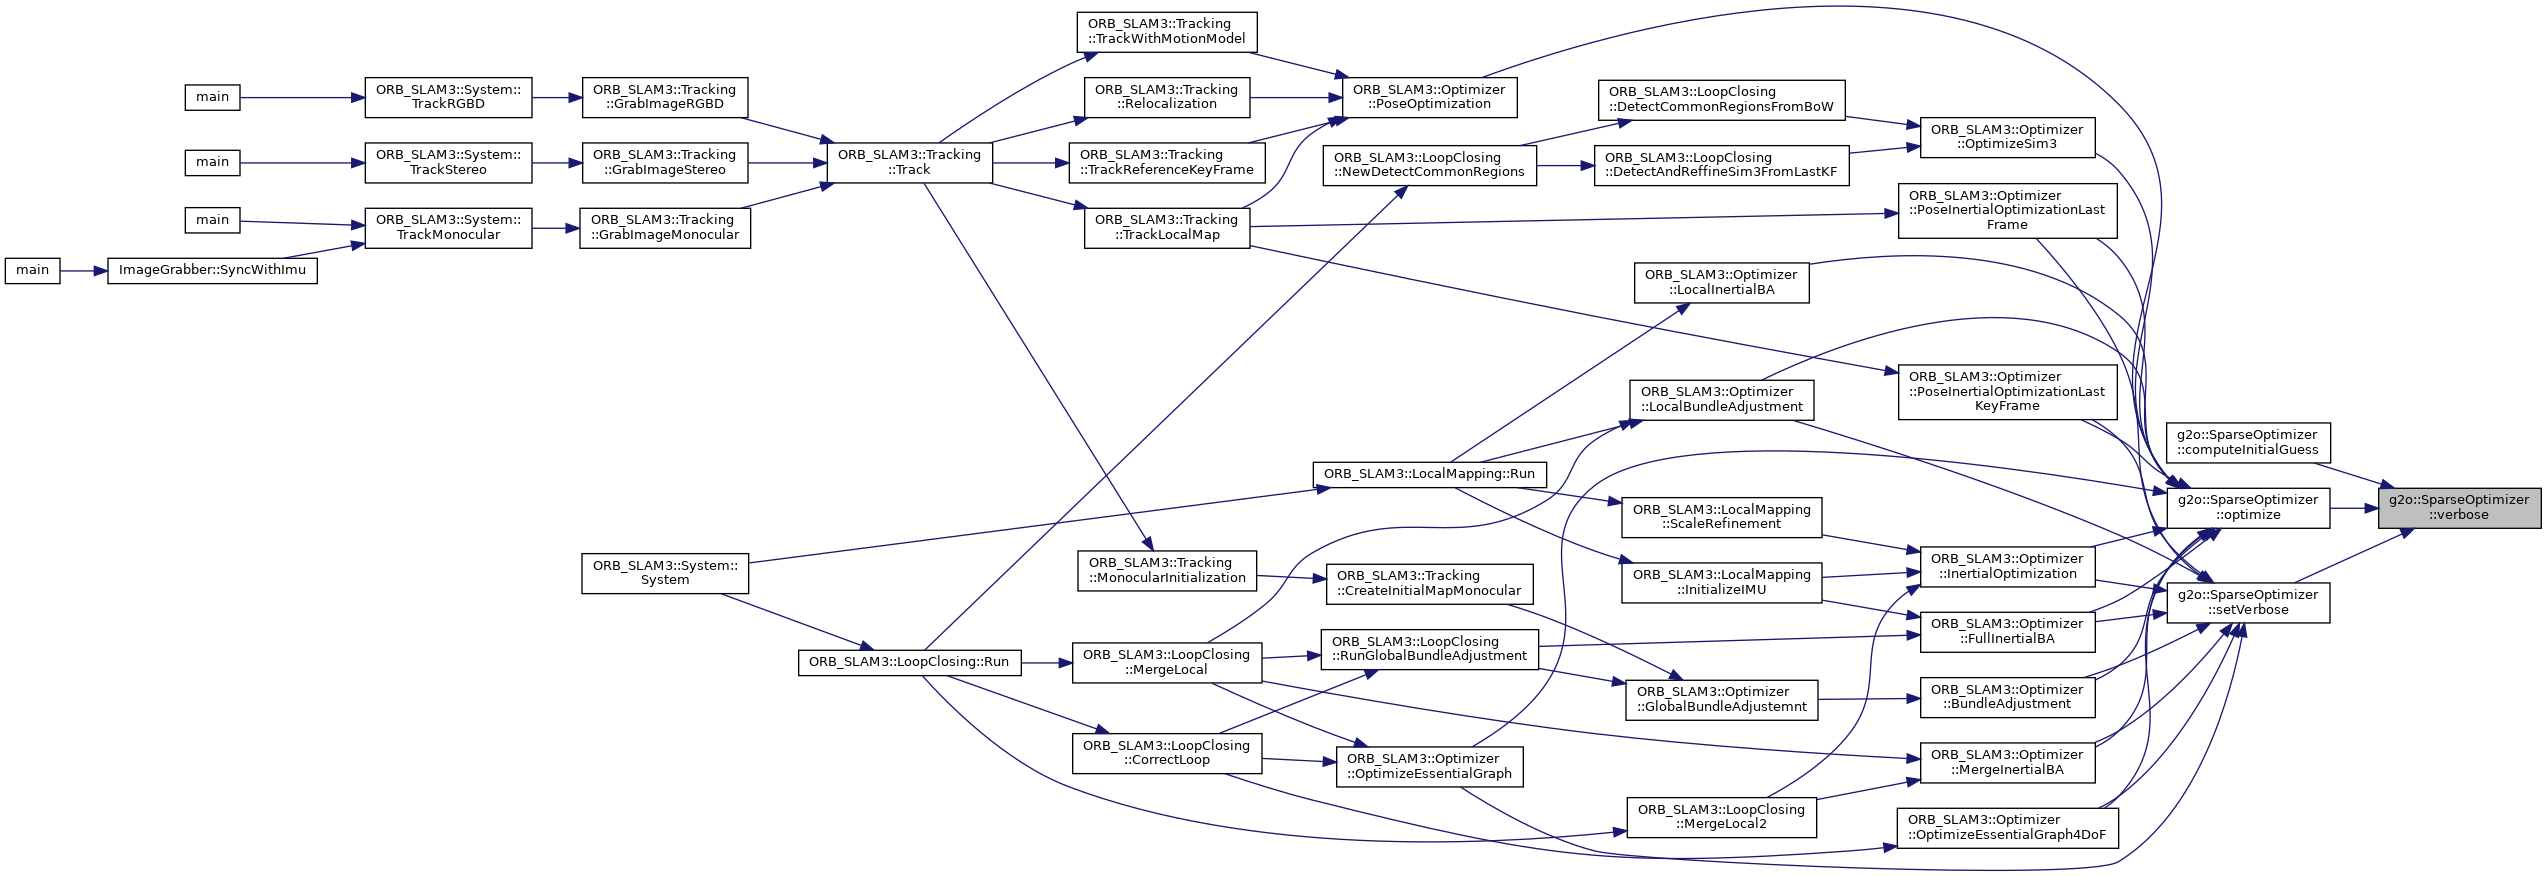 ORB_SLAM3::Tracking
::TrackWithMotionModel
main
ORB_SLAM3::System::
TrackRGBD
ORB_SLAM3::Tracking
::GrabImageRGBD
ORB_SLAM3::Tracking
::Relocalization
ORB_SLAM3::Optimizer
::PoseOptimization
ORB_SLAM3::LoopClosing
::DetectCommonRegionsFromBoW
ORB_SLAM3::Optimizer
::OptimizeSim3
main
ORB_SLAM3::System::
TrackStereo
ORB_SLAM3::Tracking
::GrabImageStereo
ORB_SLAM3::Tracking
::Track
ORB_SLAM3::Tracking
::TrackReferenceKeyFrame
ORB_SLAM3::LoopClosing
::NewDetectCommonRegions
ORB_SLAM3::LoopClosing
::DetectAndReffineSim3FromLastKF
ORB_SLAM3::Optimizer
::PoseInertialOptimizationLast
Frame
main
ORB_SLAM3::System::
TrackMonocular
ORB_SLAM3::Tracking
::GrabImageMonocular
ORB_SLAM3::Tracking
::TrackLocalMap
main
ImageGrabber::SyncWithImu
ORB_SLAM3::Optimizer
::LocalInertialBA
ORB_SLAM3::Optimizer
::LocalBundleAdjustment
ORB_SLAM3::Optimizer
::PoseInertialOptimizationLast
KeyFrame
g2o::SparseOptimizer
::computeInitialGuess
ORB_SLAM3::LocalMapping::Run
ORB_SLAM3::LocalMapping
::ScaleRefinement
g2o::SparseOptimizer
::optimize
g2o::SparseOptimizer
::verbose
ORB_SLAM3::System::
System
ORB_SLAM3::Tracking
::MonocularInitialization
ORB_SLAM3::Tracking
::CreateInitialMapMonocular
ORB_SLAM3::LocalMapping
::InitializeIMU
ORB_SLAM3::Optimizer
::InertialOptimization
g2o::SparseOptimizer
::setVerbose
ORB_SLAM3::Optimizer
::FullInertialBA
ORB_SLAM3::LoopClosing::Run
ORB_SLAM3::LoopClosing
::MergeLocal
ORB_SLAM3::LoopClosing
::RunGlobalBundleAdjustment
ORB_SLAM3::Optimizer
::GlobalBundleAdjustemnt
ORB_SLAM3::Optimizer
::BundleAdjustment
ORB_SLAM3::LoopClosing
::CorrectLoop
ORB_SLAM3::Optimizer
::OptimizeEssentialGraph
ORB_SLAM3::Optimizer
::MergeInertialBA
ORB_SLAM3::LoopClosing
::MergeLocal2
ORB_SLAM3::Optimizer
::OptimizeEssentialGraph4DoF